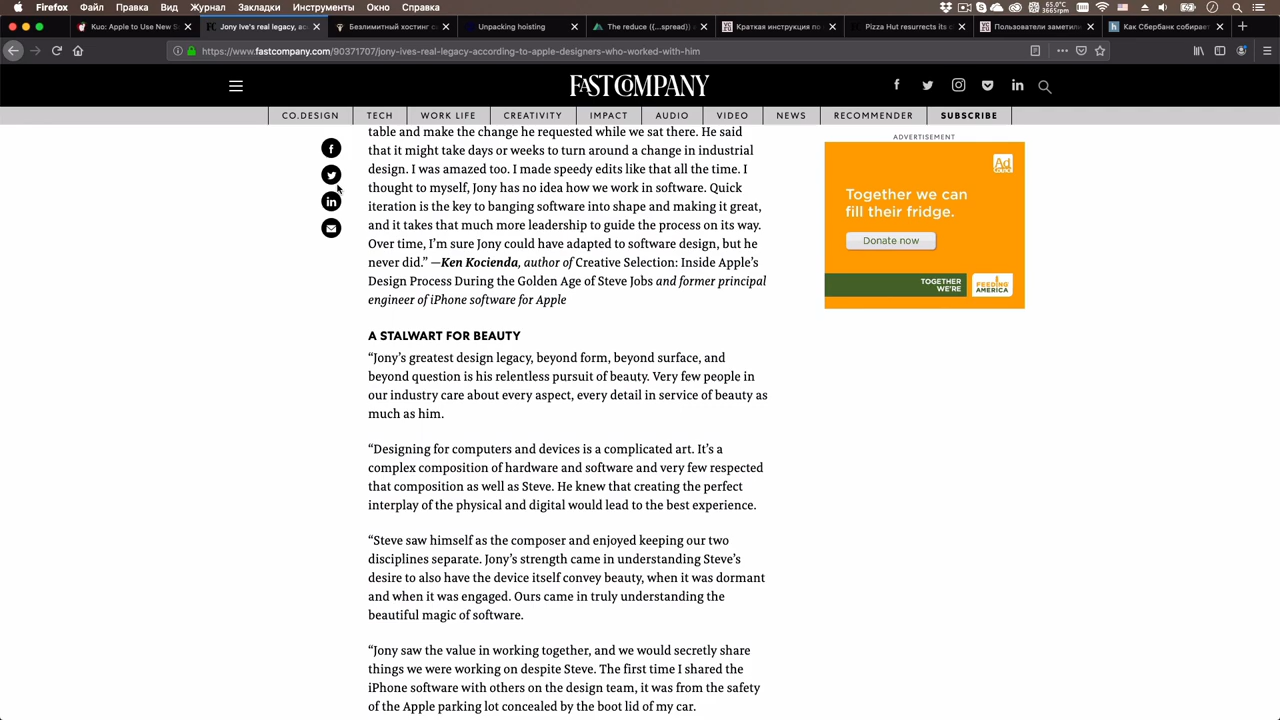 Firefox Файл Правка Вид Журнал Закладки Инструменты Окно Справка
55.0°C
365rpm
Kuo: Apple to Use New S
Jony Ive's real legacy, ac
Безлимитный хостинг с
Unpacking hoisting
The reduce ({...spread}) a
Краткая инструкция по
Pizza Hut resurrects its c
Пользователи заметил
Как Сбербанк собирает
https://www.fastcompany.com/90371707/jony-ives-real-legacy-according-to-apple-designers-who-worked-with-him
FAST COMPANY
CO.DESIGN TECH WORK LIFE CREATIVITY IMPACT AUDIO VIDEO NEWS RECOMMENDER SUBSCRIBE
table and make the change he requested while we sat there. He said
that it might take days or weeks to turn around a change in industrial
design. I was amazed too. I made speedy edits like that all the time. I
thought to myself, Jony has no idea how we work in software. Quick
iteration is the key to banging software into shape and making it great,
and it takes that much more leadership to guide the process on its way.
Over time, I'm sure Jony could have adapted to software design, but he
never did.” —Ken Kocienda, author of Creative Selection: Inside Apple's
Design Process During the Golden Age of Steve Jobs and former principal
engineer of iPhone software for Apple
A STALWART FOR BEAUTY
“Jony’s greatest design legacy, beyond form, beyond surface, and
beyond question is his relentless pursuit of beauty. Very few people in
our industry care about every aspect, every detail in service of beauty as
much as him.
“Designing for computers and devices is a complicated art. It’s a
complex composition of hardware and software and very few respected
that composition as well as Steve. He knew that creating the perfect
interplay of the physical and digital would lead to the best experience.
“Steve saw himself as the composer and enjoyed keeping our two
disciplines separate. Jony’s strength came in understanding Steve’s
desire to also have the device itself convey beauty, when it was dormant
and when it was engaged. Ours came in truly understanding the
beautiful magic of software.
“Jony saw the value in working together, and we would secretly share
things we were working on despite Steve. The first time I shared the
iPhone software with others on the design team, it was from the safety
of the Apple parking lot concealed by the boot lid of my car.
ADVERTISEMENT
Ad
Council
Together we can
fill their fridge.
Donate now
TOGETHER
WE'RE
FEEDING
AMERICA